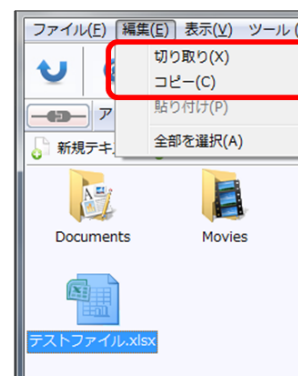 ファイル(F) 編集(E) 表示(V) ツール
切り取り(X)
コピー(C)
貼り付け(P)
全部を選択(A)
ア
新規テキ
Documents Movies
テストファイル.xlsx